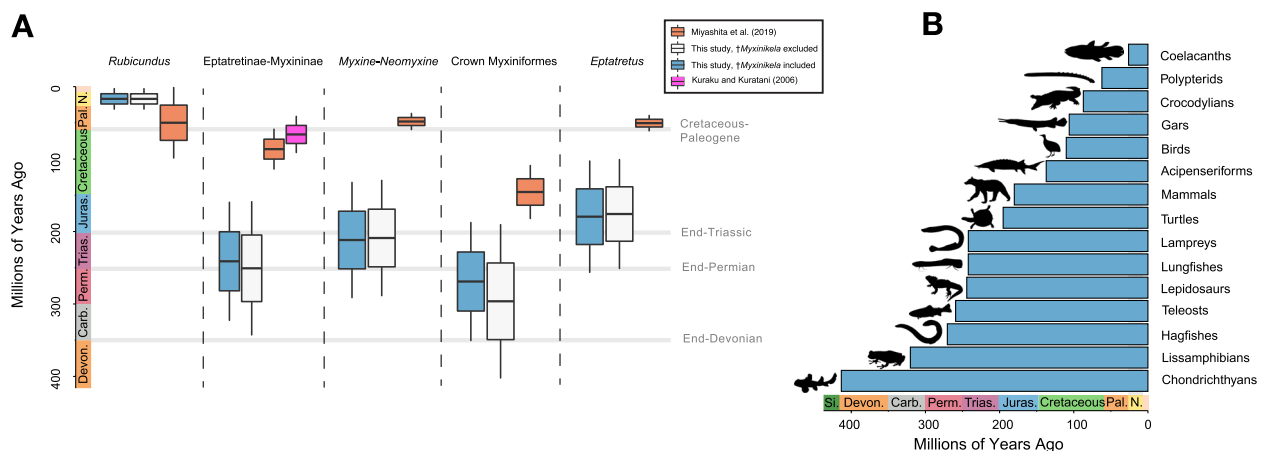 A
Miyashita et al. (2019)
This study, †Myxinikela excluded
This study, †Myxinikela included
Kuraku and Kuratani (2006)
Rubicundus
Eptatretinae-Myxininae
Myxine-Neomyxine
Crown Myxiniformes
Eptatretus
Millions of Years Ago
0
100
200
300
400
N.
Pal.
Cretaceous
Juras.
Trias.
Perm.
Carb.
Devon.
Cretaceous-
Paleogene
End-Triassic
End-Permian
End-Devonian
B
Coelacanths
Polypterids
Crocodylians
Gars
Birds
Acipenseriforms
Mammals
Turtles
Lampreys
Lungfishes
Lepidosaurs
Teleosts
Hagfishes
Lissamphibians
Chondrichthyans
Si. Devon. Carb. Perm. Trias. Juras. Cretaceous Pal. N.
400 300 200 100 0
Millions of Years Ago